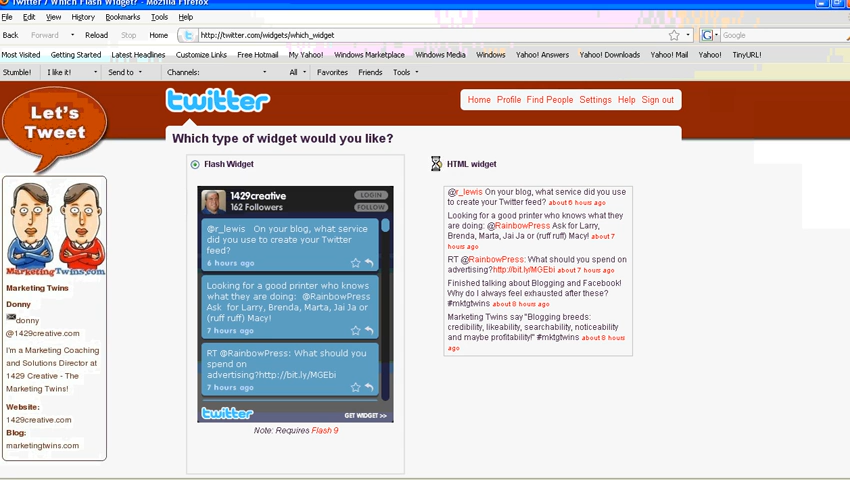 Twitter / Which Flash Widget? - Mozilla Firefox
File Edit View History Bookmarks Tools Help
Back Forward Reload Stop Home http://twitter.com/widgets/which_widget Google
Most Visited Getting Started Latest Headlines Customize Links Free Hotmail My Yahoo! Windows Marketplace Windows Media Windows Yahoo! Answers Yahoo! Downloads Yahoo! Mail Yahoo! TinyURL!
Stumble! I like it! Send to Channels: All Favorites Friends Tools
Let's
Tweet
twitter
Home Profile Find People Settings Help Sign out
Which type of widget would you like?
Flash Widget
1429creative
162 Followers
LOGIN
FOLLOW
@r_lewis On your blog, what service
did you use to create your Twitter
feed?
6 hours ago
Looking for a good printer who knows
what they are doing: @RainbowPress
Ask for Larry, Brenda, Marta, Jai Ja or
(ruff ruff) Macy!
7 hours ago
RT @RainbowPress: What should you
spend on
advertising?http://bit.ly/MGEbi
7 hours ago
twitter
GET WIDGET >>
Note: Requires Flash 9
HTML widget
@r_lewis On your blog, what service did you use
to create your Twitter feed? about 6 hours ago
Looking for a good printer who knows what they
are doing: @RainbowPress Ask for Larry,
Brenda, Marta, Jai Ja or (ruff ruff) Macy! about 7
hours ago
RT @RainbowPress: What should you spend on
advertising?http://bit.ly/MGEbi about 7 hours ago
Finished talking about Blogging and Facebook!
Why do I always feel exhausted after these?
#mktgtwins about 8 hours ago
Marketing Twins say "Blogging breeds:
credibility, likeability, searchability, noticeability
and maybe profitability!" #mktgtwins about 8 hours
ago
MarketingTwins.com
Marketing Twins
Donny
donny
@1429creative.com
I'm a Marketing Coaching
and Solutions Director at
1429 Creative - The
Marketing Twins!
Website:
1429creative.com
Blog:
marketingtwins.com